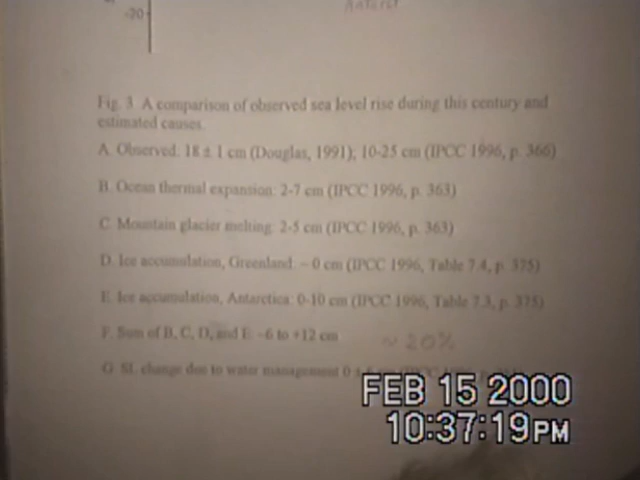 -20
Fig. 3 A comparison of observed sea level rise during this century and
estimated causes.
A. Observed: 18 ± 1 cm (Douglas, 1991); 10-25 cm (IPCC 1996, p. 366)
B. Ocean thermal expansion: 2-7 cm (IPCC 1996, p. 363)
C. Mountain glacier melting: 2-5 cm (IPCC 1996, p. 363)
D. Ice accumulation, Greenland: ~ 0 cm (IPCC 1996, Table 7.4, p. 375)
E. Ice accumulation, Antarctica: 0-10 cm (IPCC 1996, Table 7.3, p. 375)
F. Sum of B, C, D, and E: -6 to +12 cm ~ 20%
G. SL change due to water management 0 ±
FEB 15 2000
10:37:19PM